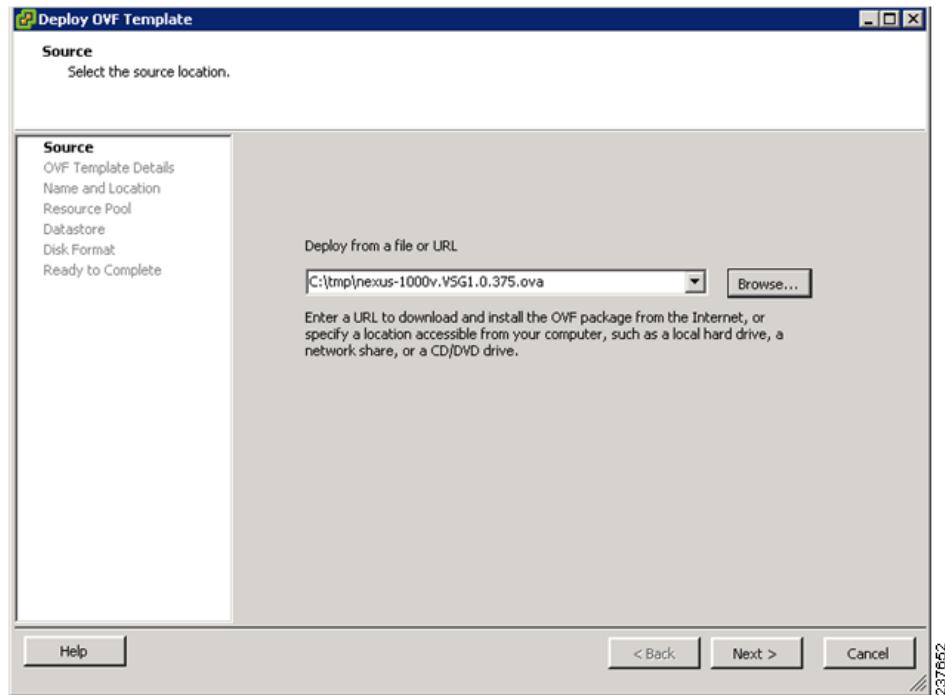 Deploy OVF Template
Source
Select the source location.
Source
OVF Template Details
Name and Location
Resource Pool
Datastore
Disk Format
Ready to Complete
Deploy from a file or URL
C:\tmp\nexus-1000v.VSG1.0.375.ova
Browse...
Enter a URL to download and install the OVF package from the Internet, or
specify a location accessible from your computer, such as a local hard drive, a
network share, or a CD/DVD drive.
Help
< Back
Next >
Cancel
237652